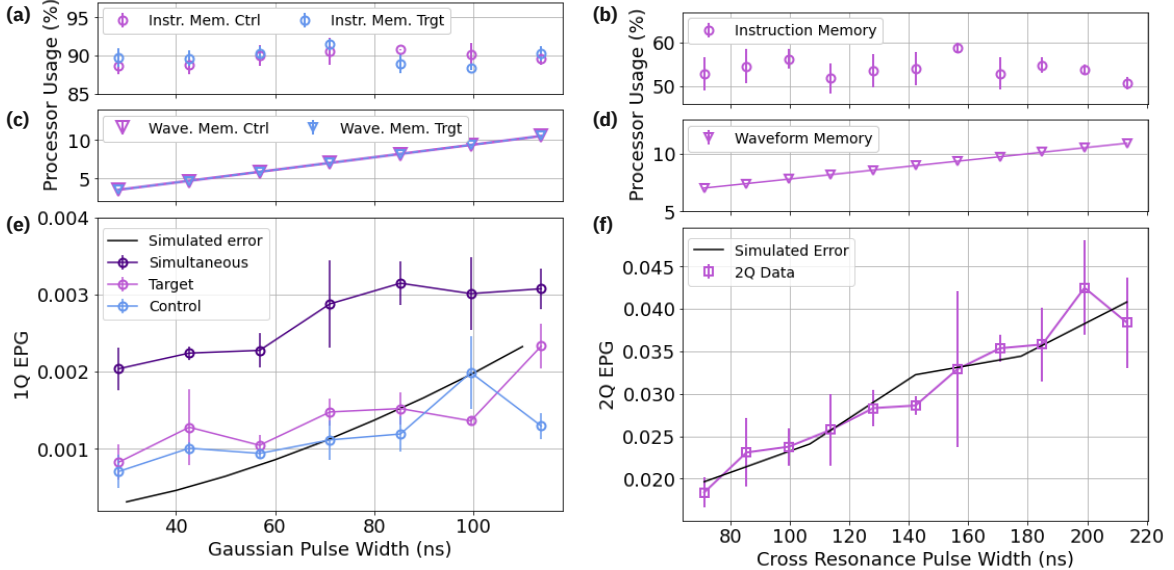 (a)
Processor Usage (%)
95
90
85
Instr. Mem. Ctrl
Instr. Mem. Trgt
(b)
Processor Usage (%)
60
50
Instruction Memory
(c)
10
5
Wave. Mem. Ctrl
Wave. Mem. Trgt
(d)
10
5
Waveform Memory
(e)
1Q EPG
0.004
0.003
0.002
0.001
Simulated error
Simultaneous
Target
Control
40
60
80
100
Gaussian Pulse Width (ns)
(f)
2Q EPG
0.045
0.040
0.035
0.030
0.025
0.020
Simulated Error
2Q Data
80
100
120
140
160
180
200
220
Cross Resonance Pulse Width (ns)